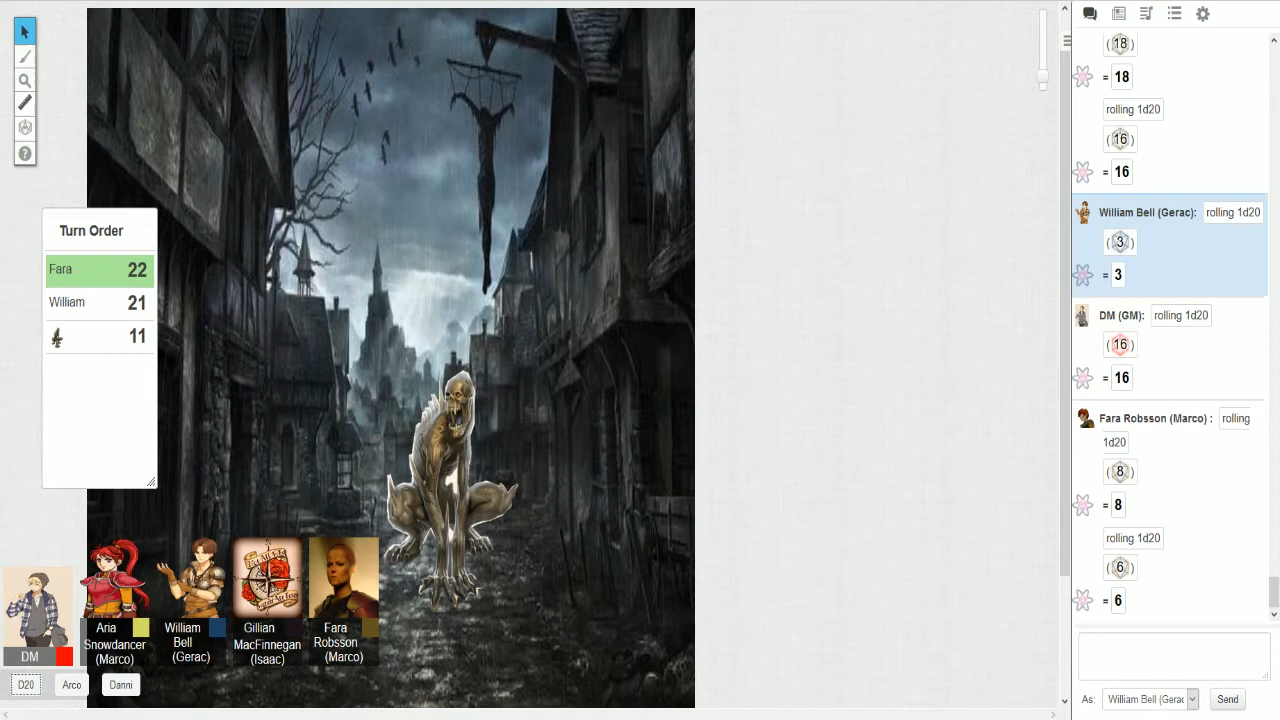 Turn Order
Fara 22
William 21
11
DM
Aria
Snowdancer
(Marco)
William
Bell
(Gerac)
Gillian
MacFinnegan
(Isaac)
Fara
Robsson
(Marco)
D20
Arco
Danni
(18)
= 18
rolling 1d20
(16)
= 16
William Bell (Gerac): rolling 1d20
(3)
= 3
DM (GM): rolling 1d20
(16)
= 16
Fara Robsson (Marco) : rolling
1d20
(8)
= 8
rolling 1d20
(6)
= 6
As: William Bell (Gerac
Send